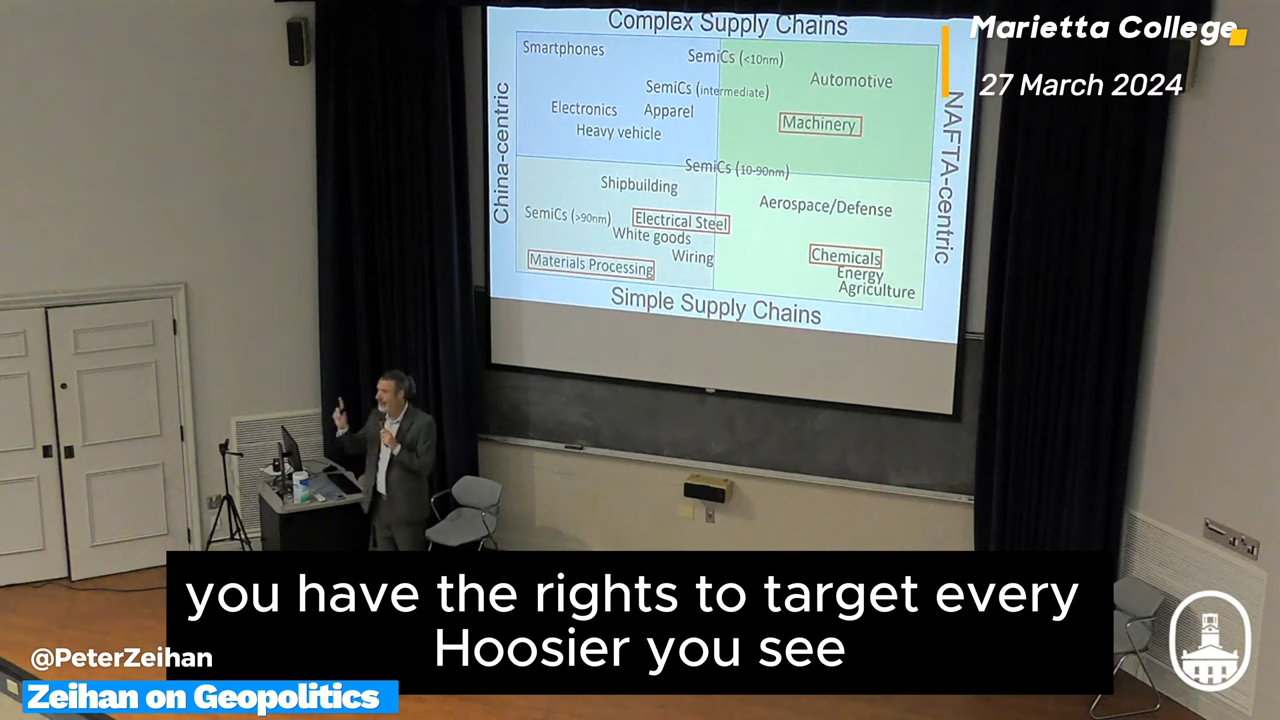 Complex Supply Chains
Marietta College
27 March 2024
Smartphones
SemiCs (<10nm)
Automotive
SemiCs (intermediate)
Electronics
Apparel
Machinery
Heavy vehicle
China-centric
NAFTA-centric
SemiCs (10-90nm)
Shipbuilding
Aerospace/Defense
SemiCs (>90nm)
Electrical Steel
White goods
Wiring
Chemicals
Materials Processing
Energy
Agriculture
Simple Supply Chains
you have the rights to target every
Hoosier you see
@PeterZeihan
Zeihan on Geopolitics